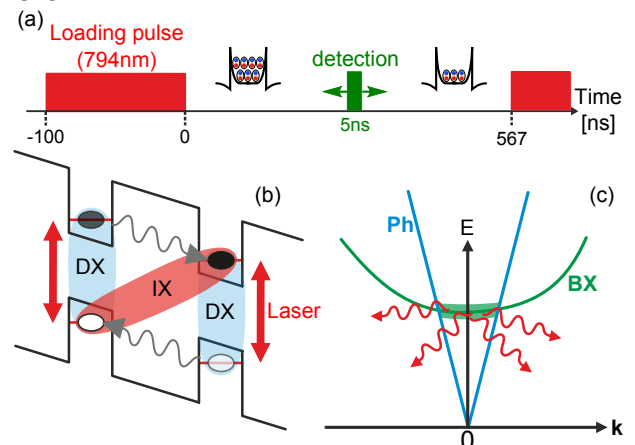 (a)
Loading pulse
(794nm)
detection
Time
[ns]
-100
0
5ns
567
(b)
(c)
DX
IX
DX
Laser
Ph
E
BX
0
k